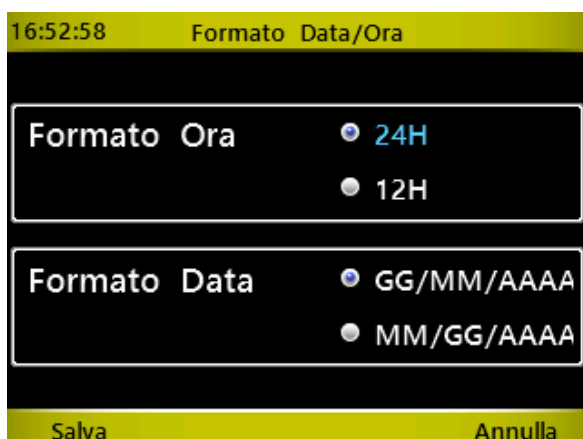 16:52:58 Formato Data/Ora
Formato Ora 24H
12H
Formato Data GG/MM/AAAA
MM/GG/AAAA
Salva Annulla